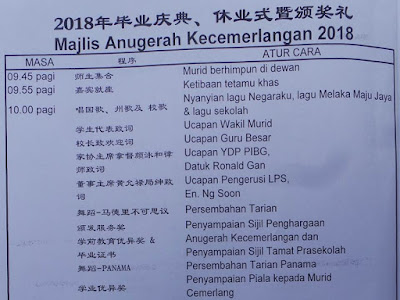 2018年毕业庆典、休业式暨颁奖礼
Majlis Anugerah Kecemerlangan 2018
MASA 程序 ATUR CARA
09.45 pagi 师生集合 Murid berhimpun di dewan
09.55 pagi 嘉宾就座 Ketibaan tetamu khas
10.00 pagi 唱国歌、州歌及 校歌 Nyanyian lagu Negaraku, lagu Melaka Maju Jaya
& lagu sekolah
学生代表致词 Ucapan Wakil Murid
校长致欢迎词 Ucapan Guru Besar
家协主席拿督颜泳和律 Ucapan YDP PIBG,
师致词 Datuk Ronald Gan
董事主席黄允禄局绅致 Ucapan Pengerusi LPS,
词 En. Ng Soon
舞蹈-马德里不可思议 Persembahan Tarian
颁发服务奖 Penyampaian Sijil Penghargaan
学前教育优异奖 & Anugerah Kecemerlangan dan
毕业证书 Penyampaian Sijil Tamat Prasekolah
舞蹈-PANAMA Persembahan Tarian Panama
学业优异奖 Penyampaian Piala kepada Murid
Cemerlang